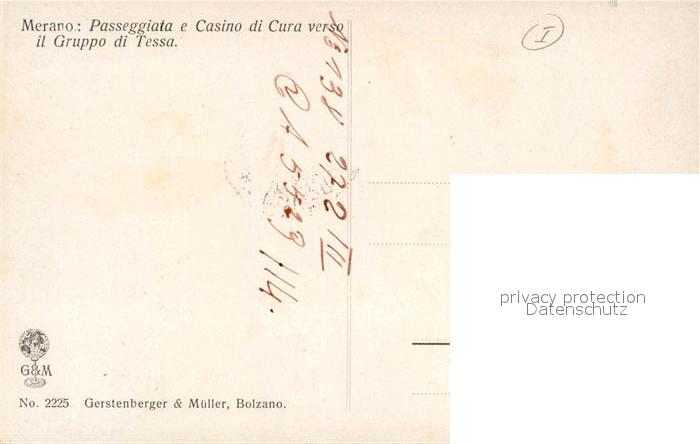 Merano.: Passeggiata e Casino di Cura verso
il Gruppo di Tessa.
I
privacy protection
Datenschutz
G&M
No. 2225. Gerstenberger & Müller, Bolzano.